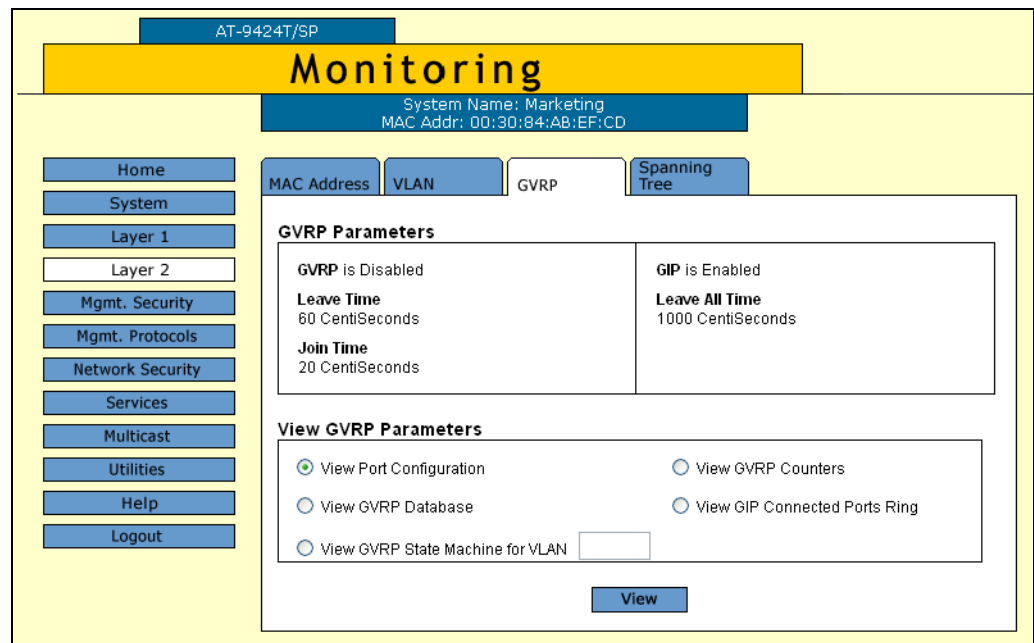 AT-9424T/SP
Monitoring
System Name: Marketing
MAC Addr: 00:30:84:AB:EF:CD
Home
System
Layer 1
Layer 2
Mgmt. Security
Mgmt. Protocols
Network Security
Services
Multicast
Utilities
Help
Logout
MAC Address
VLAN
GVRP
Spanning
Tree
GVRP Parameters
GVRP is Disabled
Leave Time
60 CentiSeconds
Join Time
20 CentiSeconds
GIP is Enabled
Leave All Time
1000 CentiSeconds
View GVRP Parameters
View Port Configuration
View GVRP Counters
View GVRP Database
View GIP Connected Ports Ring
View GVRP State Machine for VLAN
View